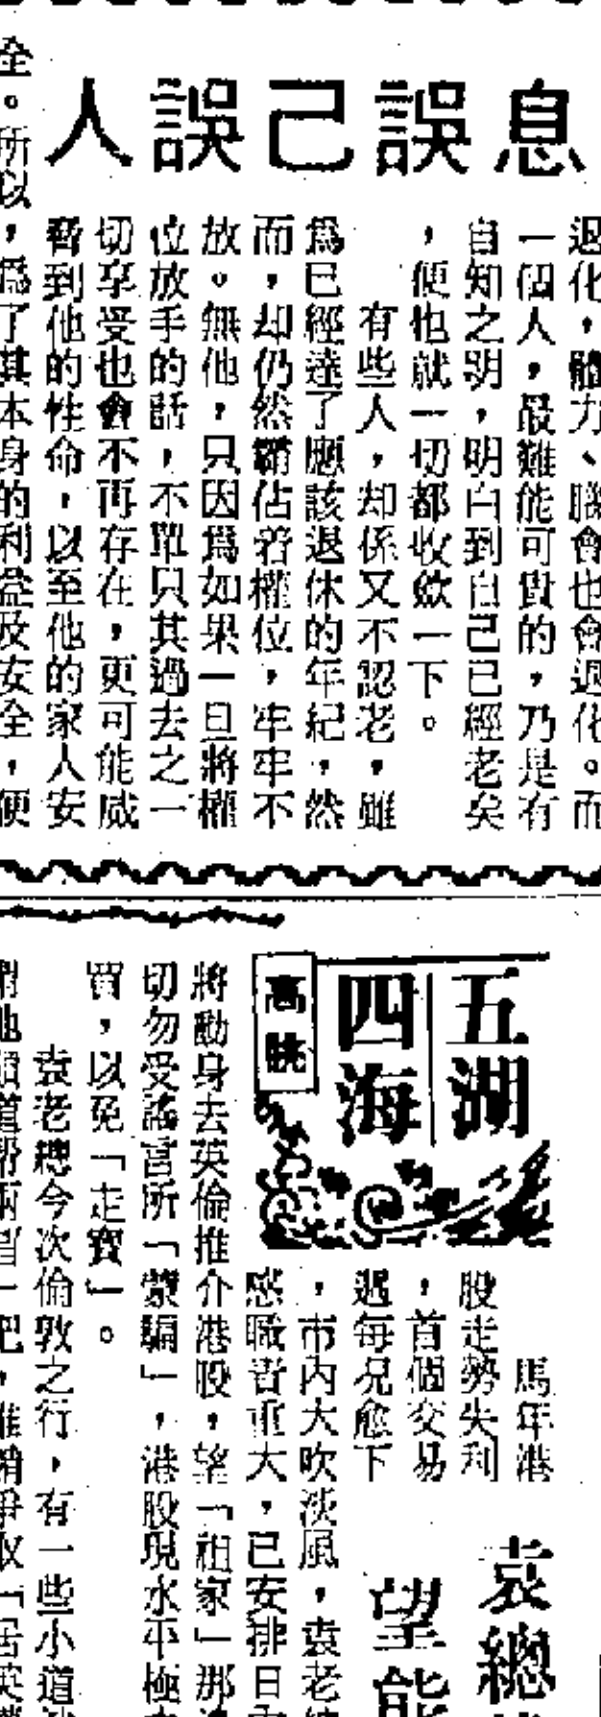 息誤己誤人
退化，體力、腦會也會退化。而
一個人，最難能可貴的，乃是有
自知之明，明白到自己已經老矣
，便也就一切都收斂一下。
有些人，却係又不認老，雖
爲已經達了應該退休的年紀，然
而，却仍然霸佔着權位，牢牢不
放。無他，只因爲如果一旦將權
位放手的話，不單只其過去之一
切享受也會不再存在，更可能威
脅到他的性命，以至他的家人安
全。所以，爲了其本身的利益及安全，便
五湖
四海
高眺
袁總
望能
馬年港
股走勢失利
，首個交易
週每况愈下
，市内大吹淡風，袁老
感職責重大，已安排日
將動身去英倫推介港股，望「祖家」那
切勿受謠言所「蒙騙」，港股現水平極
買，以免「走寶」。
袁老總今次倫敦之行，有一些小道